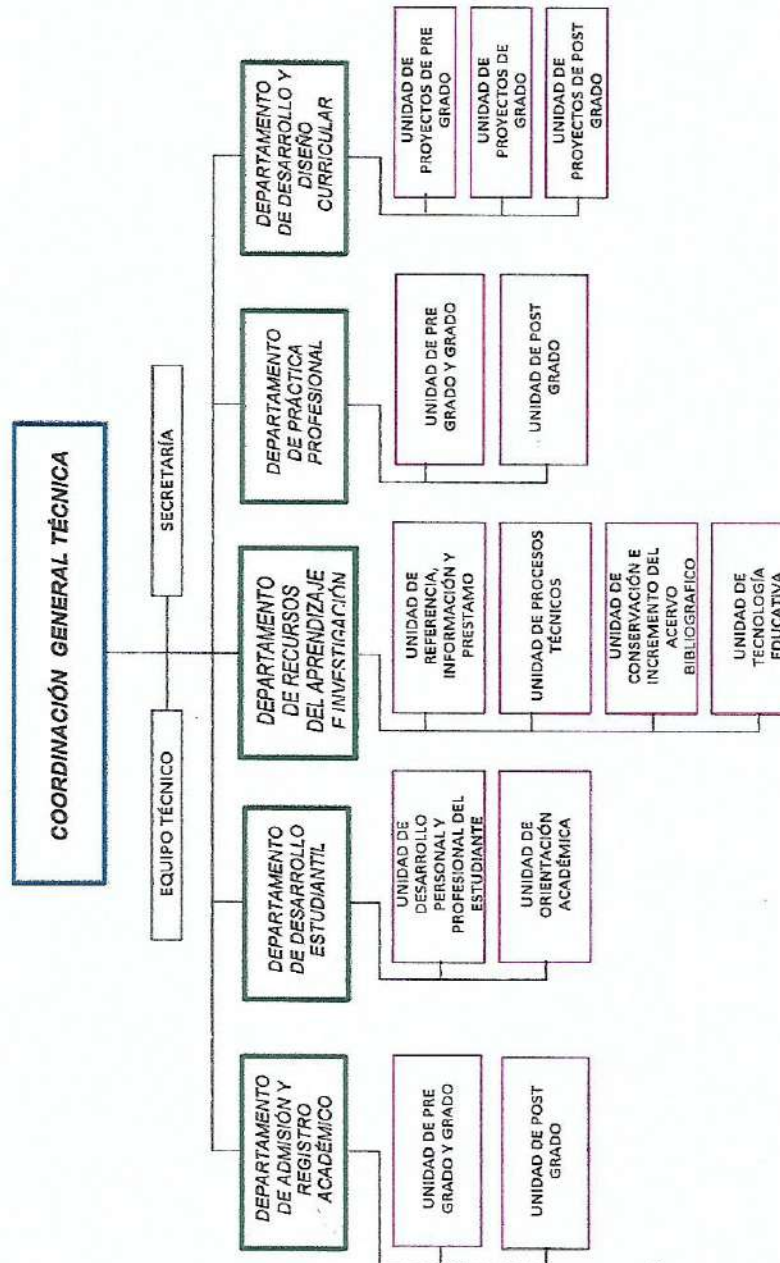 COORDINACIÓN GENERAL TÉCNICA
EQUIPO TÉCNICO
SECRETARÍA
DEPARTAMENTO
DE ADMISIÓN Y
REGISTRO
ACADÉMICO
UNIDAD DE PRE
GRADO Y GRADO
UNIDAD DE POST
GRADO
DEPARTAMENTO
DE DESARROLLO
ESTUDIANTIL
UNIDAD DE
DESARROLLO
PERSONAL Y
PROFESIONAL DEL
ESTUDIANTE
UNIDAD DE
ORIENTACIÓN
ACADÉMICA
DEPARTAMENTO
DE RECURSOS
DEL APRENDIZAJE
E INVESTIGACIÓN
UNIDAD DE
REFERENCIA,
INFORMACIÓN Y
PRESTAMO
UNIDAD DE PROCESOS
TÉCNICOS
UNIDAD DE
CONSERVACIÓN E
INCREMENTO DEL
ACERVO
BIBLIOGRAFICO
UNIDAD DE
TECNOLOGÍA
EDUCATIVA
DEPARTAMENTO
DE PRÁCTICA
PROFESIONAL
UNIDAD DE PRE
GRADO Y GRADO
UNIDAD DE POST
GRADO
DEPARTAMENTO
DE DESARROLLO Y
DISEÑO
CURRICULAR
UNIDAD DE
PROYECTOS DE PRE
GRADO
UNIDAD DE
PROYECTOS DE
GRADO
UNIDAD DE
PROYECTOS DE POST
GRADO